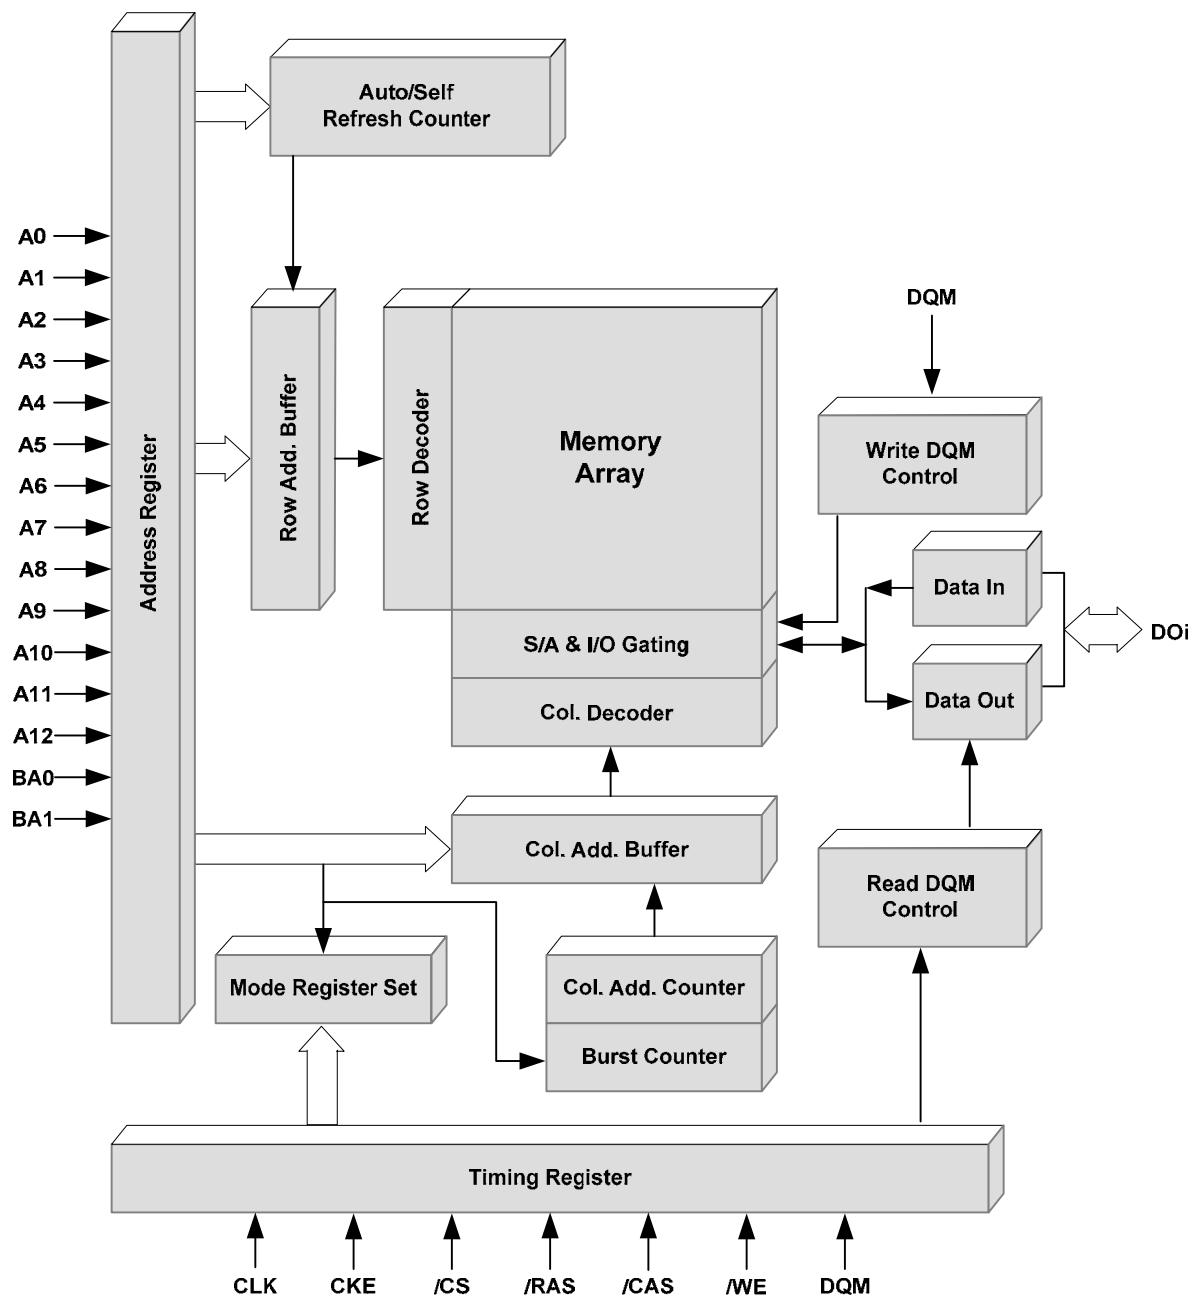 Auto/Self
Refresh Counter
A0
A1
A2
A3
A4
A5
A6
A7
A8
A9
A10
A11
A12
BA0
BA1
Address Register
Row Add. Buffer
Row Decoder
Memory
Array
S/A & I/O Gating
Col. Decoder
DQM
Write DQM
Control
Data In
Data Out
DOi
Col. Add. Buffer
Read DQM
Control
Mode Register Set
Col. Add. Counter
Burst Counter
Timing Register
CLK
CKE
/CS
/RAS
/CAS
/WE
DQM